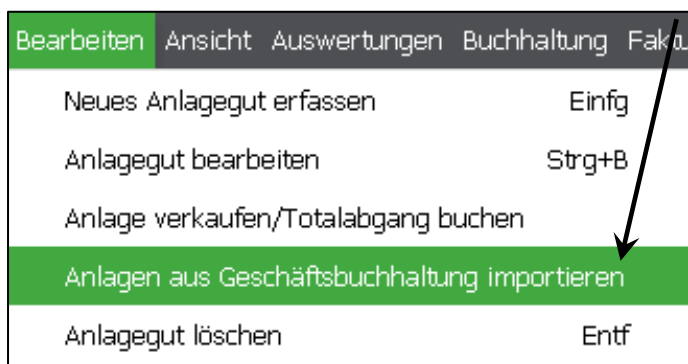 Bearbeiten Ansicht Auswertungen Buchhaltung Faktu
Neues Anlagegut erfassen Einfg
Anlagegut bearbeiten Strg+B
Anlage verkaufen/Totalabgang buchen
Anlagen aus Geschäftsbuchhaltung importieren
Anlagegut löschen Entf